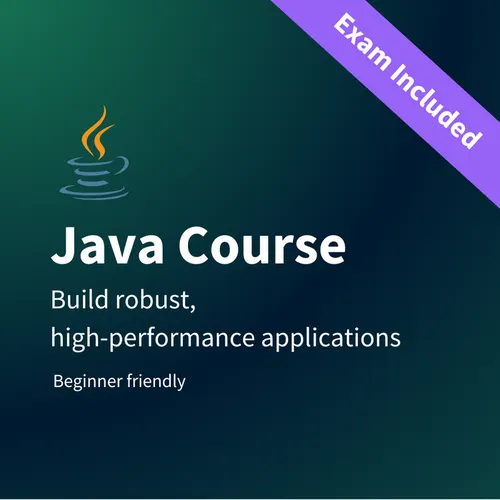 Exam Included
Java Course
Build robust,
high-performance applications
Beginner friendly